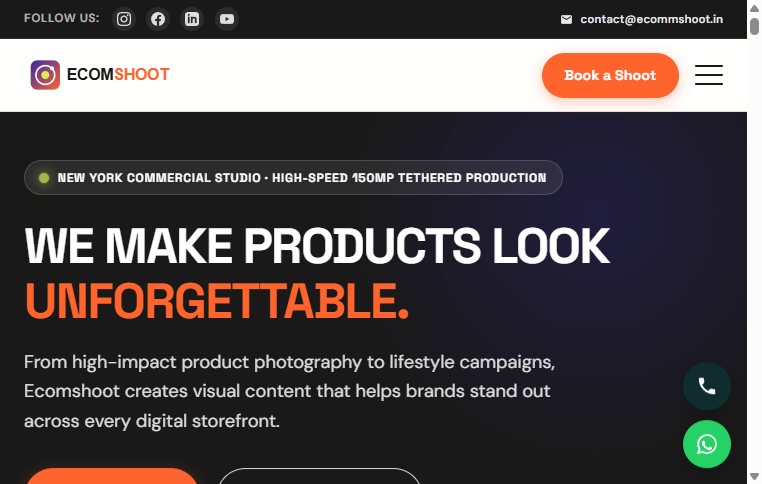 FOLLOW US:
contact@ecommshoot.in
ECOMSHOOT
Book a Shoot
NEW YORK COMMERCIAL STUDIO · HIGH-SPEED 150MP TETHERED PRODUCTION
WE MAKE PRODUCTS LOOK
UNFORGETTABLE.
From high-impact product photography to lifestyle campaigns,
Ecomshoot creates visual content that helps brands stand out
across every digital storefront.